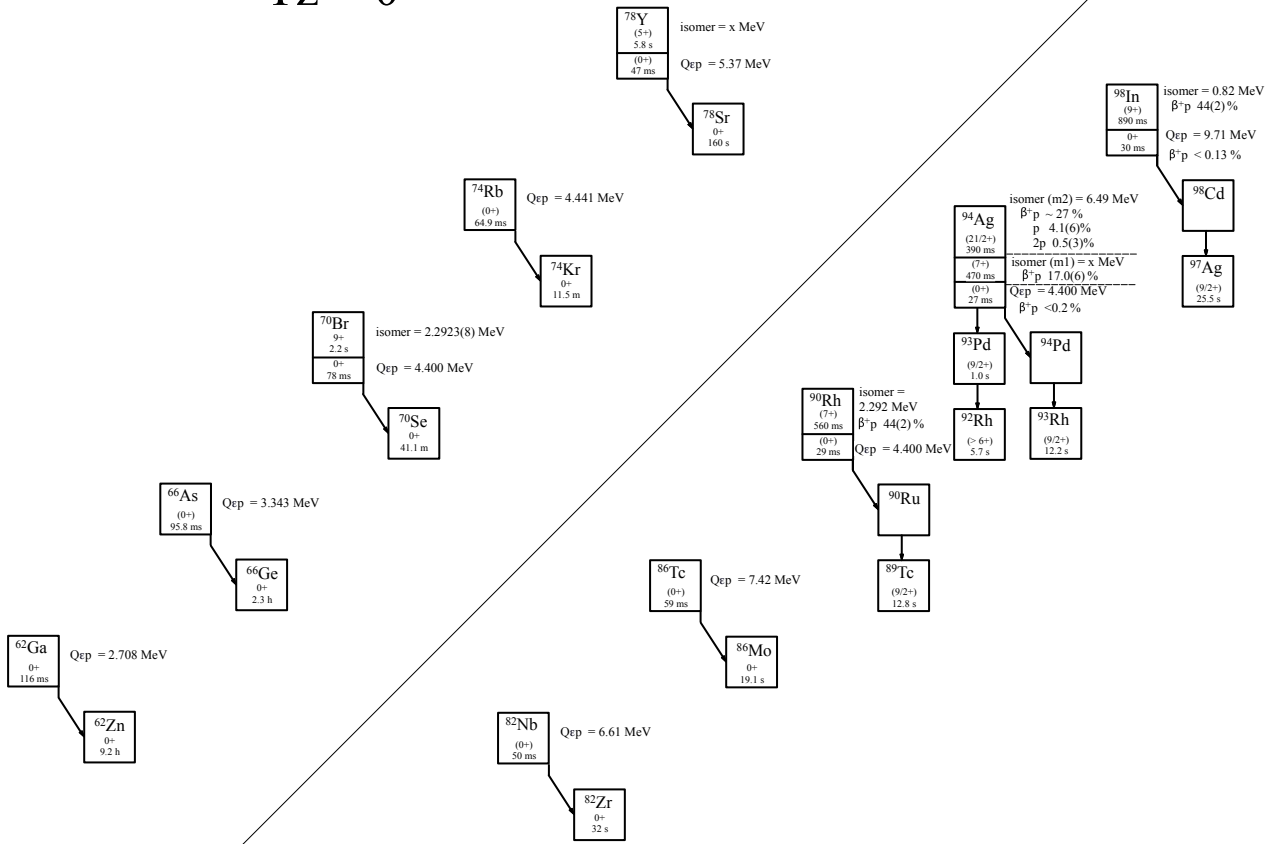 ⁷⁸Y
(5+)
5.8 s
(0+)
47 ms
isomer = x MeV
Qεp = 5.37 MeV
⁷⁸Sr
0+
160 s
⁷⁴Rb
(0+)
64.9 ms
Qεp = 4.441 MeV
⁷⁴Kr
0+
11.5 m
⁷⁰Br
9+
2.2 s
0+
78 ms
isomer = 2.2923(8) MeV
Qεp = 4.400 MeV
⁷⁰Se
0+
41.1 m
⁶⁶As
(0+)
95.8 ms
Qεp = 3.343 MeV
⁶⁶Ge
0+
2.3 h
⁶²Ga
0+
116 ms
Qεp = 2.708 MeV
⁶²Zn
0+
9.2 h
⁹⁸In
(9+)
890 ms
0+
30 ms
isomer = 0.82 MeV
β⁺p 44(2) %
Qεp = 9.71 MeV
β⁺p < 0.13 %
⁹⁸Cd
⁹⁷Ag
(9/2+)
25.5 s
⁹⁴Ag
(21/2+)
390 ms
(7+)
470 ms
(0+)
27 ms
isomer (m2) = 6.49 MeV
β⁺p ~ 27 %
p 4.1(6)%
2p 0.5(3)%
isomer (m1) = x MeV
β⁺p 17.0(6) %
Qεp = 4.400 MeV
β⁺p <0.2 %
⁹³Pd
(9/2+)
1.0 s
⁹⁴Pd
⁹²Rh
(> 6+)
5.7 s
⁹³Rh
(9/2+)
12.2 s
⁹⁰Rh
(7+)
560 ms
(0+)
29 ms
isomer =
2.292 MeV
β⁺p 44(2) %
Qεp = 4.400 MeV
⁹⁰Ru
⁸⁹Tc
(9/2+)
12.8 s
⁸⁶Tc
(0+)
59 ms
Qεp = 7.42 MeV
⁸⁶Mo
0+
19.1 s
⁸²Nb
(0+)
50 ms
Qεp = 6.61 MeV
⁸²Zr
0+
32 s